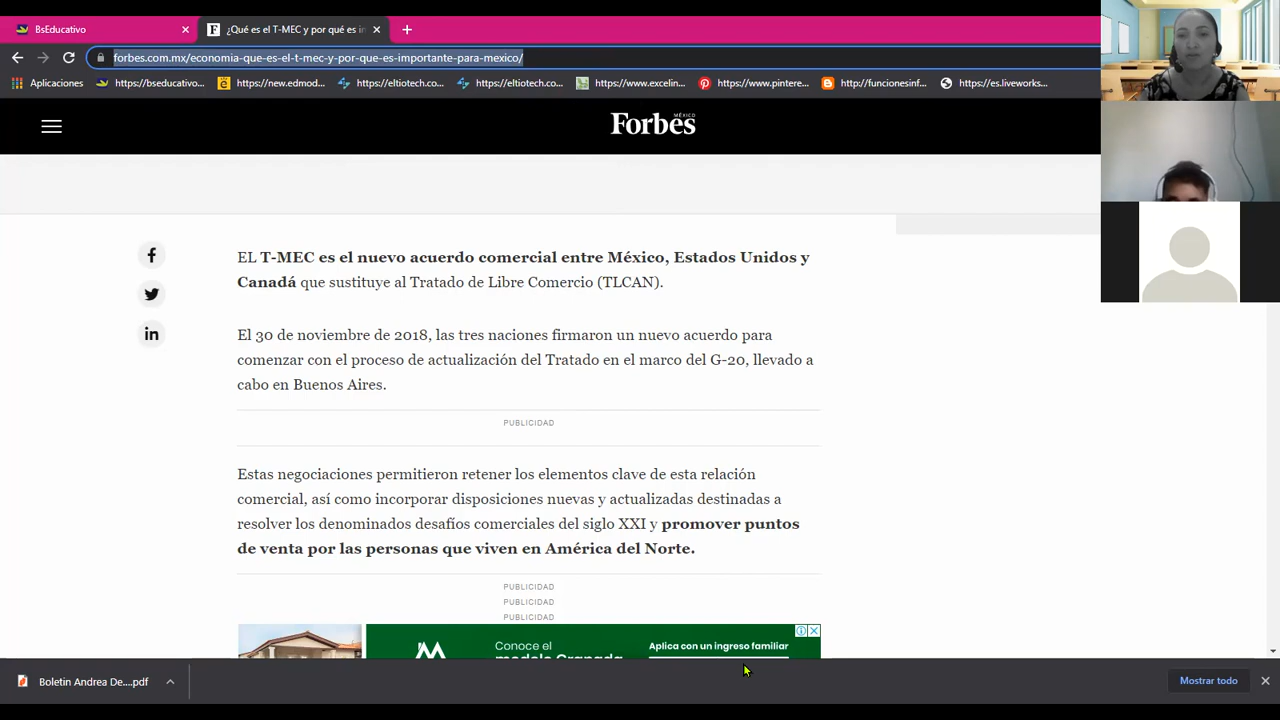 BsEducativo
¿Qué es el T-MEC y por qué es i
forbes.com.mx/economia-que-es-el-t-mec-y-por-que-es-importante-para-mexico/
Aplicaciones https://bseducativo... https://new.edmod... https://eltiotech.co... https://eltiotech.co... https://www.excelin... https://www.pintere... http://funcionesinf... https://es.liveworks...
Forbes
MÉXICO
EL T-MEC es el nuevo acuerdo comercial entre México, Estados Unidos y
Canadá que sustituye al Tratado de Libre Comercio (TLCAN).
El 30 de noviembre de 2018, las tres naciones firmaron un nuevo acuerdo para
comenzar con el proceso de actualización del Tratado en el marco del G-20, llevado a
cabo en Buenos Aires.
PUBLICIDAD
Estas negociaciones permitieron retener los elementos clave de esta relación
comercial, así como incorporar disposiciones nuevas y actualizadas destinadas a
resolver los denominados desafíos comerciales del siglo XXI y promover puntos
de venta por las personas que viven en América del Norte.
PUBLICIDAD
PUBLICIDAD
PUBLICIDAD
Conoce el
modelo Granada
Aplica con un ingreso familiar
Boletin Andrea De....pdf
Mostrar todo